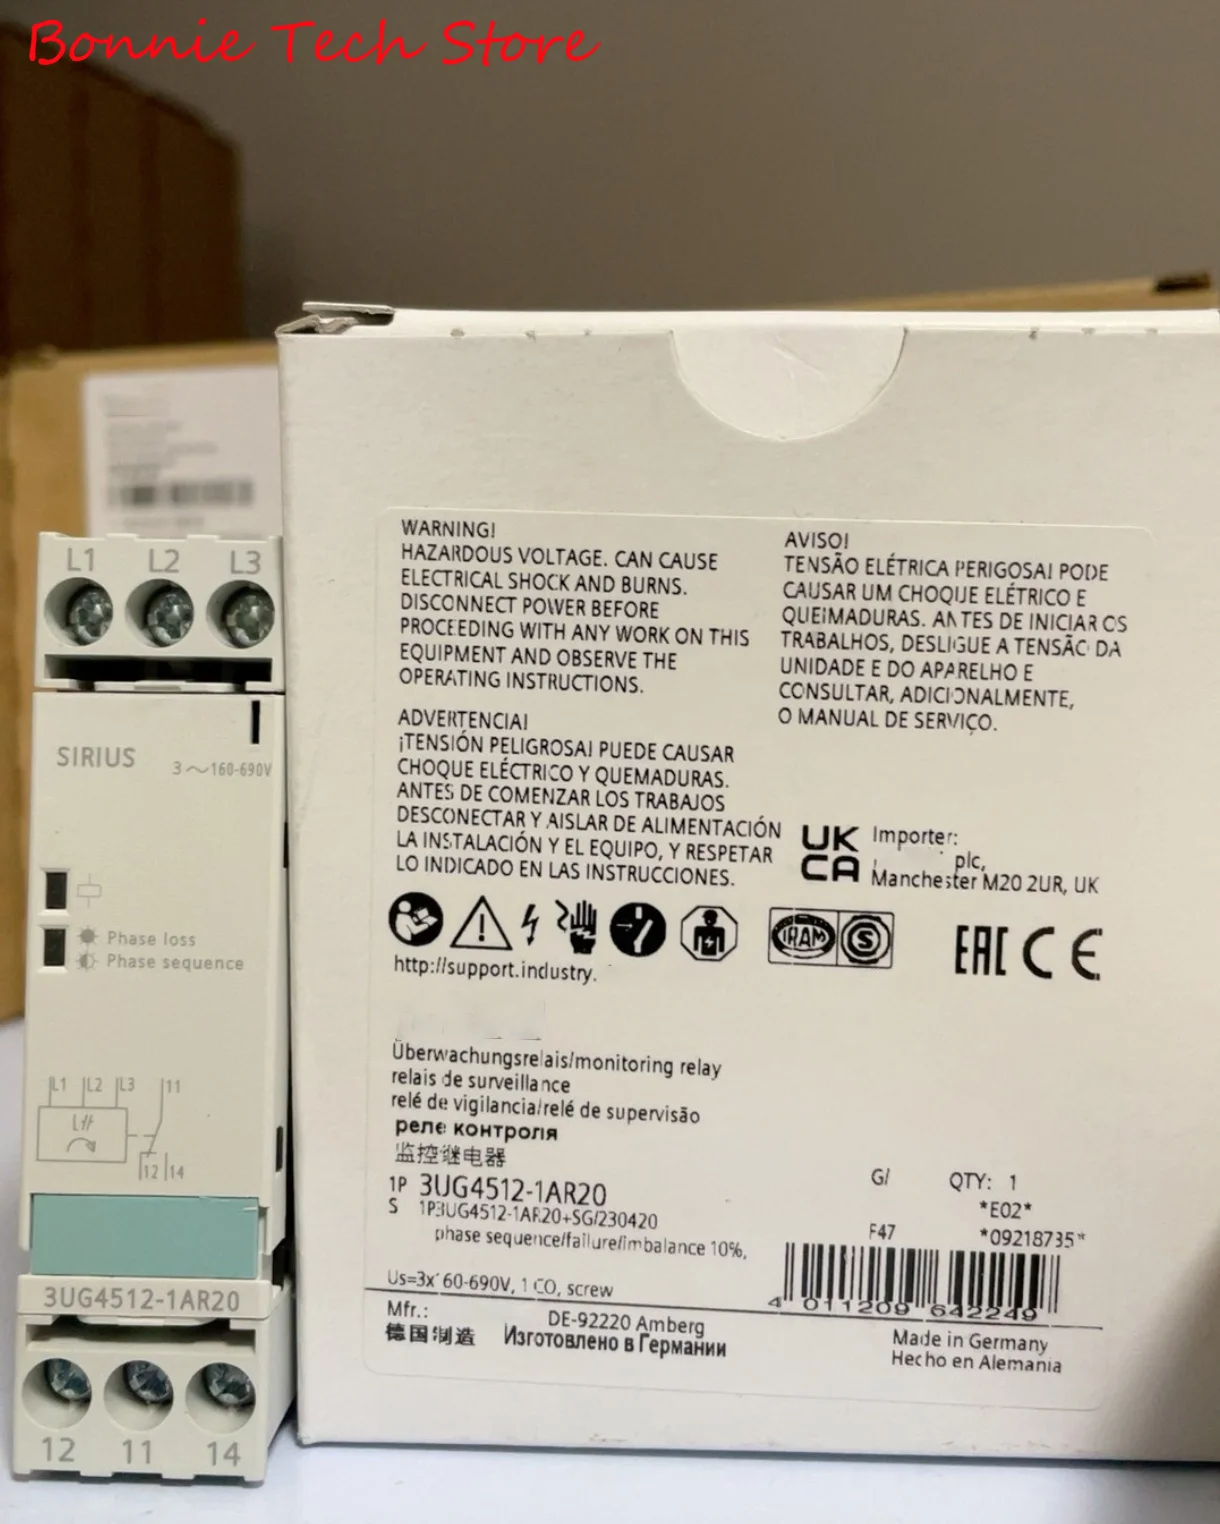 Bonnie Tech Store
WARNING!
HAZARDOUS VOLTAGE. CAN CAUSE
ELECTRICAL SHOCK AND BURNS.
DISCONNECT POWER BEFORE
PROCEEDING WITH ANY WORK ON THIS
EQUIPMENT AND OBSERVE THE
OPERATING INSTRUCTIONS.
ADVERTENCIA!
¡TENSIÓN PELIGROSA! PUEDE CAUSAR
CHOQUE ELÉCTRICO Y QUEMADURAS.
ANTES DE COMENZAR LOS TRABAJOS
DESCONECTAR Y AISLAR DE ALIMENTACIÓN
LA INSTALACIÓN Y EL EQUIPO, Y RESPETAR
LO INDICADO EN LAS INSTRUCCIONES.
AVISO!
TENSÃO ELÉTRICA PERIGOSA! PODE
CAUSAR UM CHOQUE ELÉTRICO E
QUEIMADURAS. ANTES DE INICIAR OS
TRABALHOS, DESLIGUE A TENSÃO DA
UNIDADE E DO APARELHO E
CONSULTAR, ADICIONALMENTE,
O MANUAL DE SERVIÇO.
UK
CA
Importer:
plc,
Manchester M20 2UR, UK
IRAM S
EAC CE
http://support.industry.
Überwachungsrelais/monitoring relay
relais de surveillance
relé de vigilancia/relé de supervisão
реле контроля
监控继电器
1P 3UG4512-1AR20
S 1P3UG4512-1AR20+SG/230420
phase sequence/failure/imbalance 10%,
Us=3x160-690V, 1 CO, screw
G/ QTY: 1
*E02*
F47 *09218735*
4 011209 642249
Mfr.: DE-92220 Amberg
德国制造 Изготовлено в Германии
Made in Germany
Hecho en Alemania
L1 L2 L3
SIRIUS 3~160-690V
Phase loss
Phase sequence
L1 L2 L3 11
12 14
3UG4512-1AR20
12 11 14